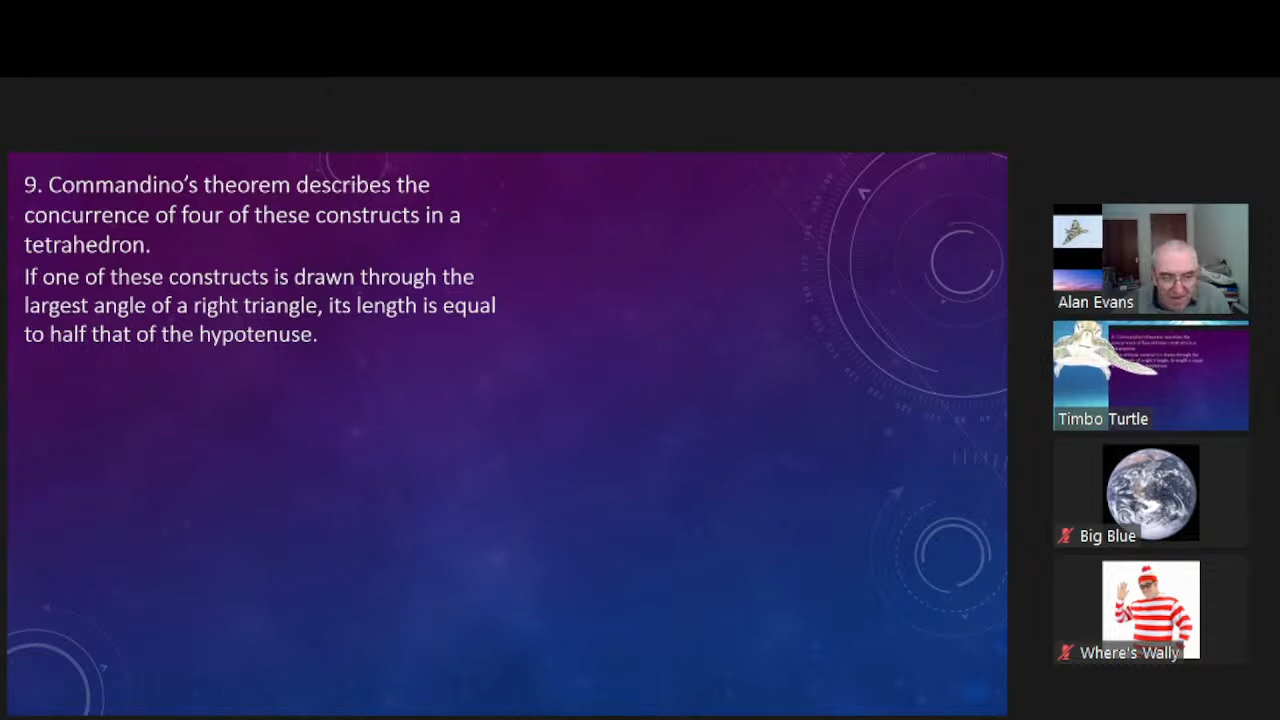 9. Commandino’s theorem describes the
concurrence of four of these constructs in a
tetrahedron.
If one of these constructs is drawn through the
largest angle of a right triangle, its length is equal
to half that of the hypotenuse.
Alan Evans
Timbo Turtle
Big Blue
Where's Wally